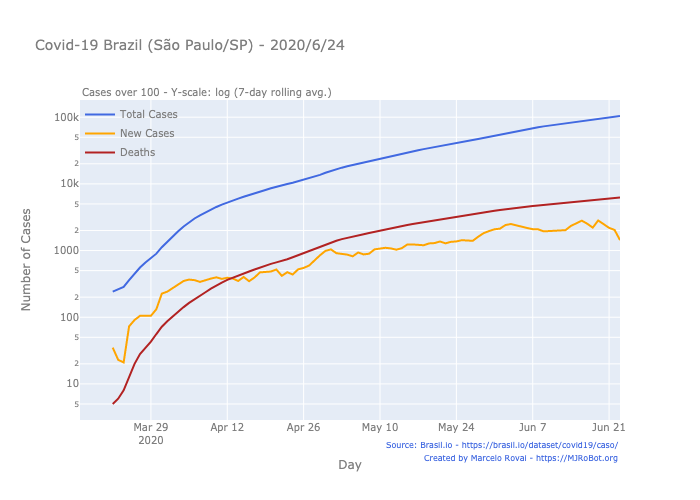 Covid-19 Brazil (São Paulo/SP) - 2020/6/24
Cases over 100 - Y-scale: log (7-day rolling avg.)
Total Cases
New Cases
Deaths
100k
5
2
10k
5
2
1000
5
2
100
5
2
10
5
Number of Cases
Mar 29
2020
Apr 12
Apr 26
May 10
May 24
Jun 7
Jun 21
Day
Source: Brasil.io - https://brasil.io/dataset/covid19/caso/
Created by Marcelo Rovai - https://MJRoBot.org